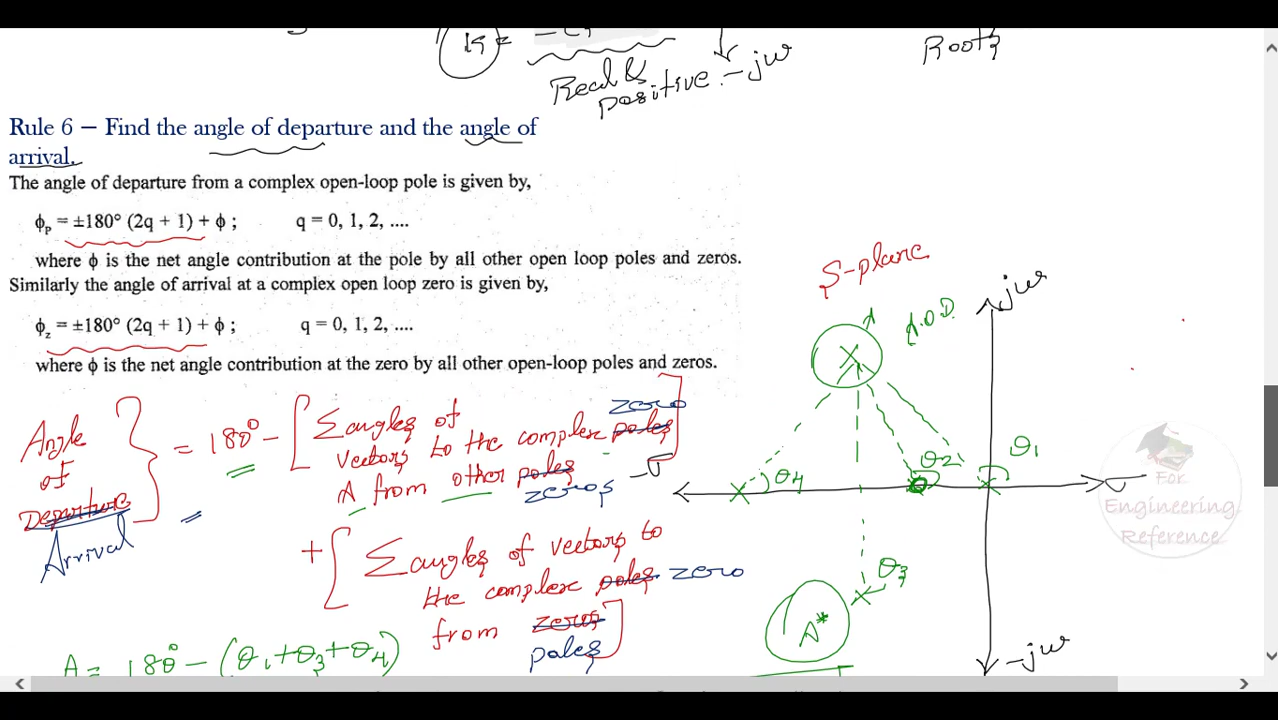 Real &
positive.
-jω
Roots
Rule 6 – Find the angle of departure and the angle of
arrival.
The angle of departure from a complex open-loop pole is given by,
ϕp = ±180° (2q + 1) + ϕ ; q = 0, 1, 2, ....
where ϕ is the net angle contribution at the pole by all other open loop poles and zeros.
Similarly the angle of arrival at a complex open loop zero is given by,
ϕz = ±180° (2q + 1) + ϕ ; q = 0, 1, 2, ....
where ϕ is the net angle contribution at the zero by all other open-loop poles and zeros.
Angle
of
Departure
Arrival
= 180° - [ Σ angles of
vectors to the complex poles zero
A from other poles
zeros ]
+ [ Σ angles of vectors to
the complex poles. zero
from zeros
poles ]
A = 180° - (θ1 + θ3 + θ4)
S-plane
jω
A.O.D.
θ1
θ2
θ4
-σ
σ
θ3
A*
-jω
For
Engineering
Reference